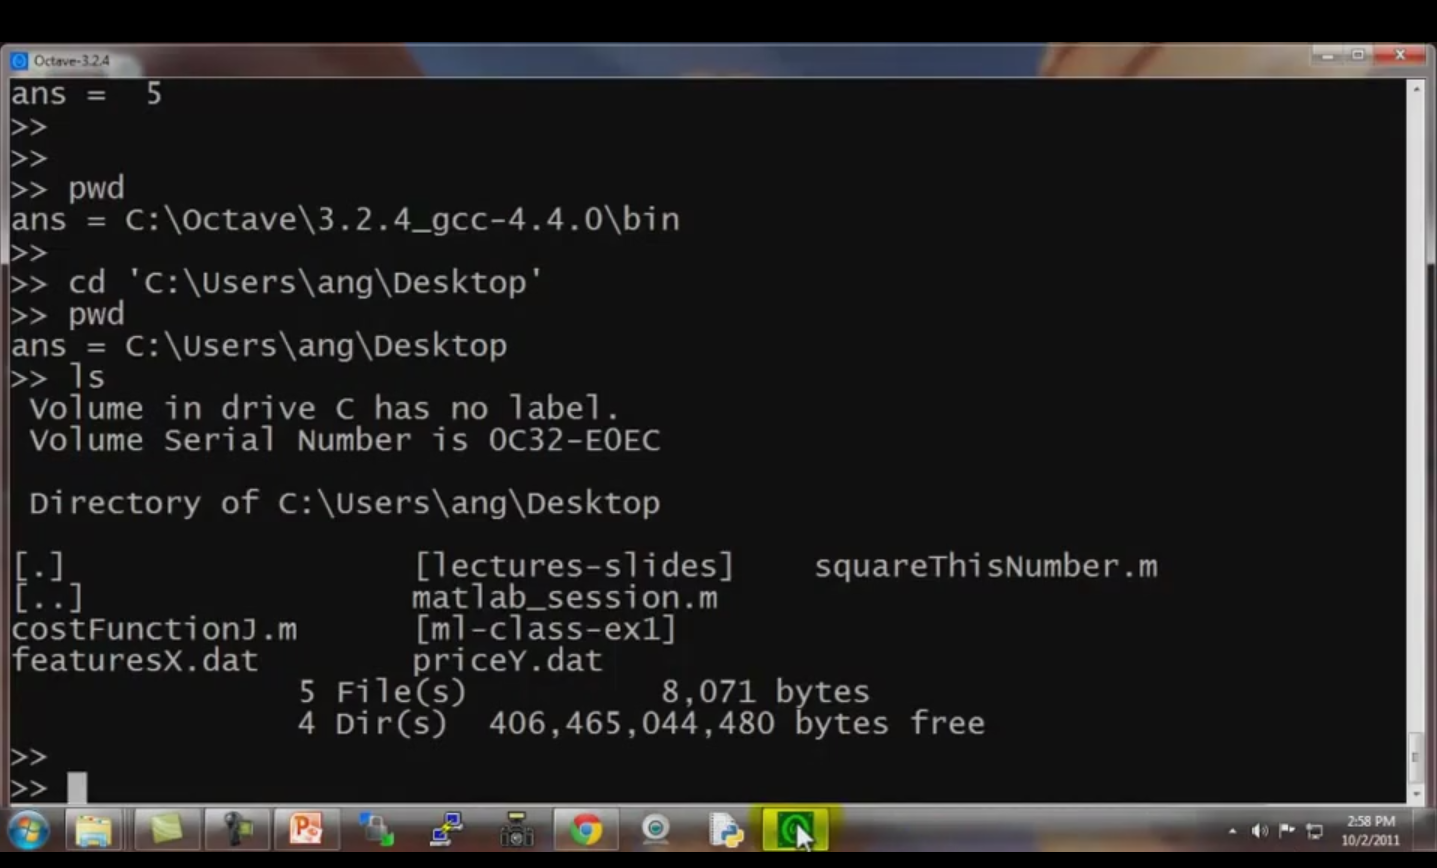 Octave-3.2.4
ans =  5
>>
>>
>> pwd
ans = C:\Octave\3.2.4_gcc-4.4.0\bin
>>
>> cd 'C:\Users\ang\Desktop'
>> pwd
ans = C:\Users\ang\Desktop
>> ls
 Volume in drive C has no label.
 Volume Serial Number is 0C32-E0EC

 Directory of C:\Users\ang\Desktop

[.]                  [lectures-slides]    squareThisNumber.m
[..]                 matlab_session.m
costFunctionJ.m      [ml-class-ex1]
featuresX.dat        priceY.dat
               5 File(s)          8,071 bytes
               4 Dir(s)  406,465,044,480 bytes free
>>
>>
2:58 PM
10/2/2011